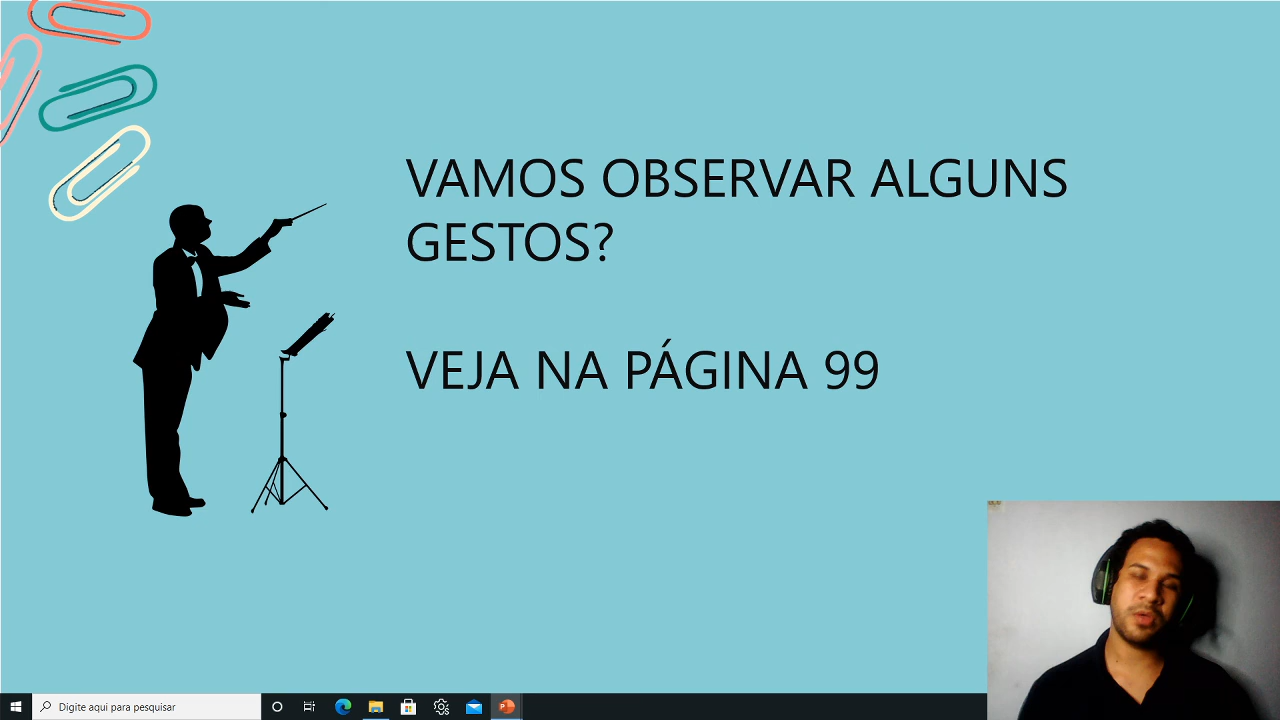 VAMOS OBSERVAR ALGUNS
GESTOS?
VEJA NA PÁGINA 99
Digite aqui para pesquisar